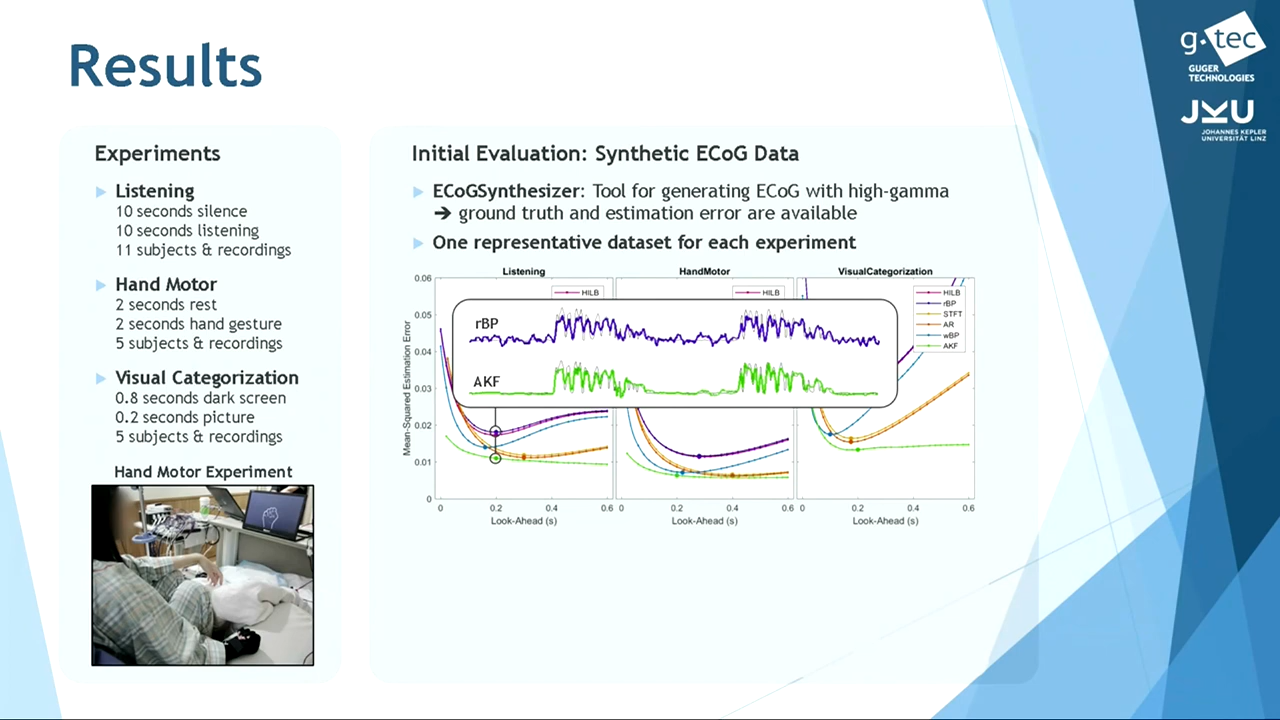 Results
g.tec
GUGER
TECHNOLOGIES
JKU
JOHANNES KEPLER
UNIVERSITÄT LINZ
Experiments
Listening
10 seconds silence
10 seconds listening
11 subjects & recordings
Hand Motor
2 seconds rest
2 seconds hand gesture
5 subjects & recordings
Visual Categorization
0.8 seconds dark screen
0.2 seconds picture
5 subjects & recordings
Hand Motor Experiment
Initial Evaluation: Synthetic ECoG Data
ECoGSynthesizer: Tool for generating ECoG with high-gamma
➔ ground truth and estimation error are available
One representative dataset for each experiment
Listening
HandMotor
VisualCategorization
HILB
HILB
HILB
rBP
STFT
AR
wBP
AKF
rBP
AKF
Mean-Squared Estimation Error
0.06
0.05
0.04
0.03
0.02
0.01
0
0 0.2 0.4 0.6
0 0.2 0.4 0.6
0 0.2 0.4 0.6
Look-Ahead (s)
Look-Ahead (s)
Look-Ahead (s)